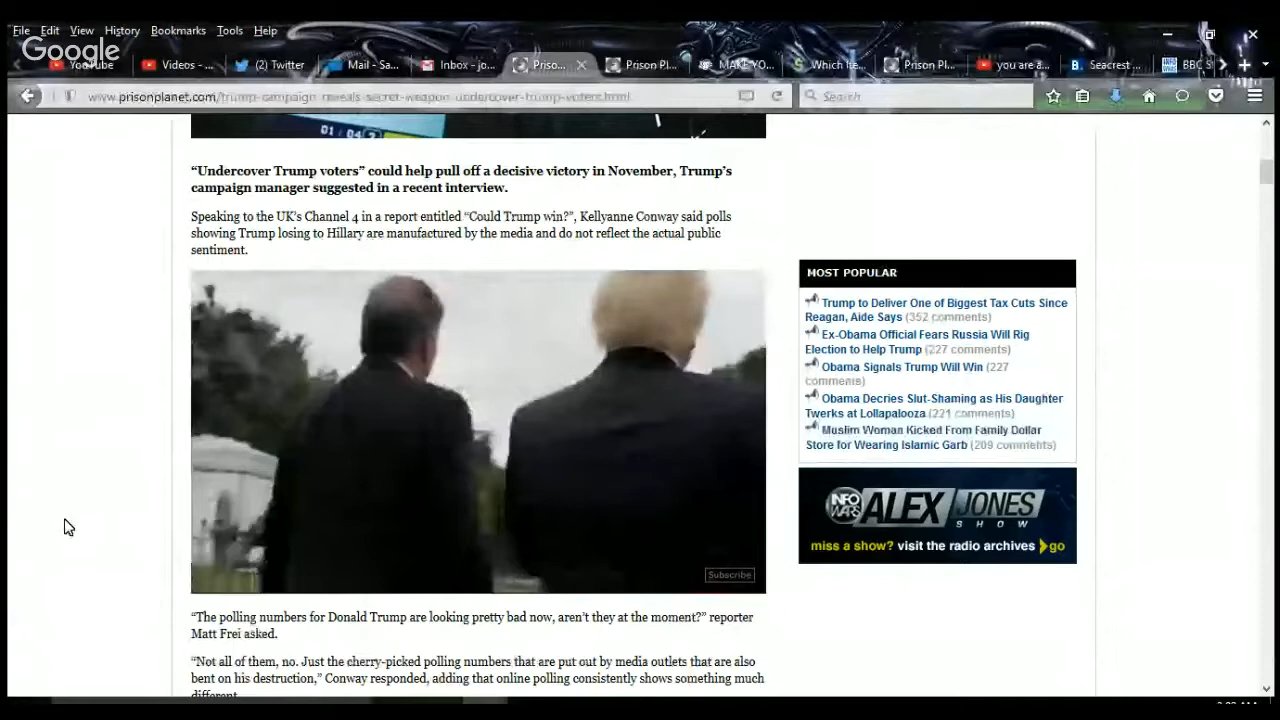 File Edit View History Bookmarks Tools Help
Google
YouTube Videos - ... (2) Twitter Mail - Sa... Inbox - jo... Priso... Prison Pl... MAKE YO... Which Ite... Prison Pl... you are a... Seacrest ... BBC S
www.prisonplanet.com/trump-campaign-reveals-secret-weapon-undercover-trump-voters.html
Search
“Undercover Trump voters” could help pull off a decisive victory in November, Trump’s
campaign manager suggested in a recent interview.
Speaking to the UK’s Channel 4 in a report entitled “Could Trump win?”, Kellyanne Conway said polls
showing Trump losing to Hillary are manufactured by the media and do not reflect the actual public
sentiment.
Subscribe
“The polling numbers for Donald Trump are looking pretty bad now, aren’t they at the moment?” reporter
Matt Frei asked.
“Not all of them, no. Just the cherry-picked polling numbers that are put out by media outlets that are also
bent on his destruction,” Conway responded, adding that online polling consistently shows something much
different
MOST POPULAR
Trump to Deliver One of Biggest Tax Cuts Since
Reagan, Aide Says (352 comments)
Ex-Obama Official Fears Russia Will Rig
Election to Help Trump (227 comments)
Obama Signals Trump Will Win (227
comments)
Obama Decries Slut-Shaming as His Daughter
Twerks at Lollapalooza (221 comments)
Muslim Woman Kicked From Family Dollar
Store for Wearing Islamic Garb (209 comments)
INFO WARS ALEX JONES
SHOW
miss a show? visit the radio archives go